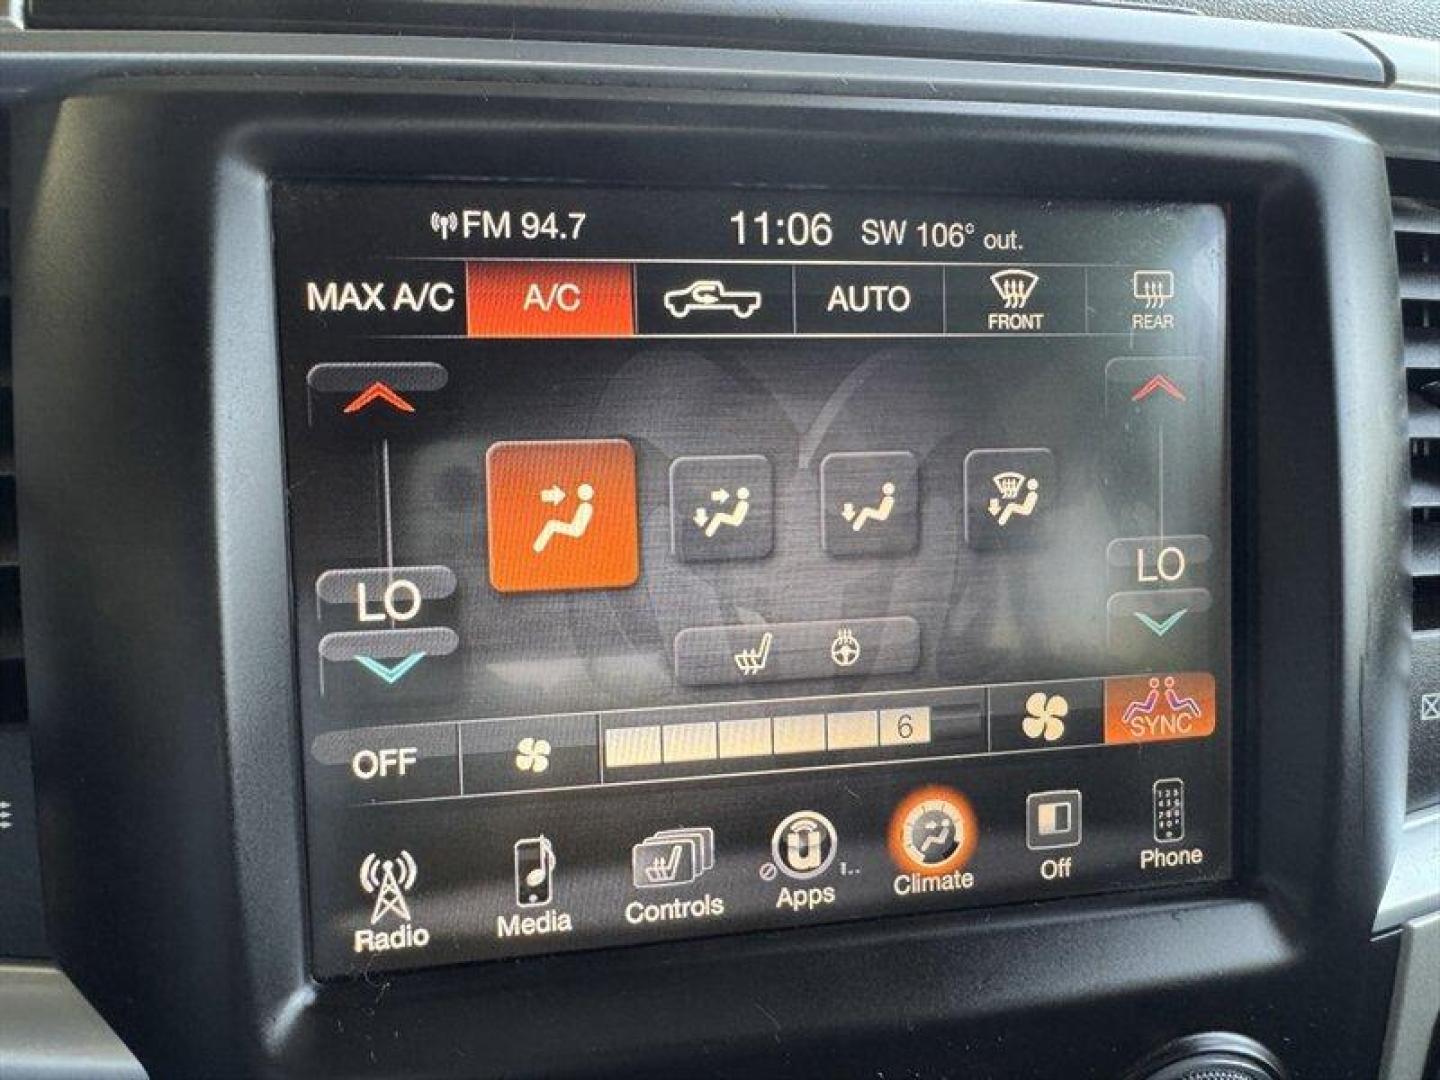 FM 94.7 11:06 SW 106° out.
MAX A/C A/C AUTO FRONT REAR
LO LO
OFF 6 SYNC
Radio Media Controls Apps Climate Off Phone